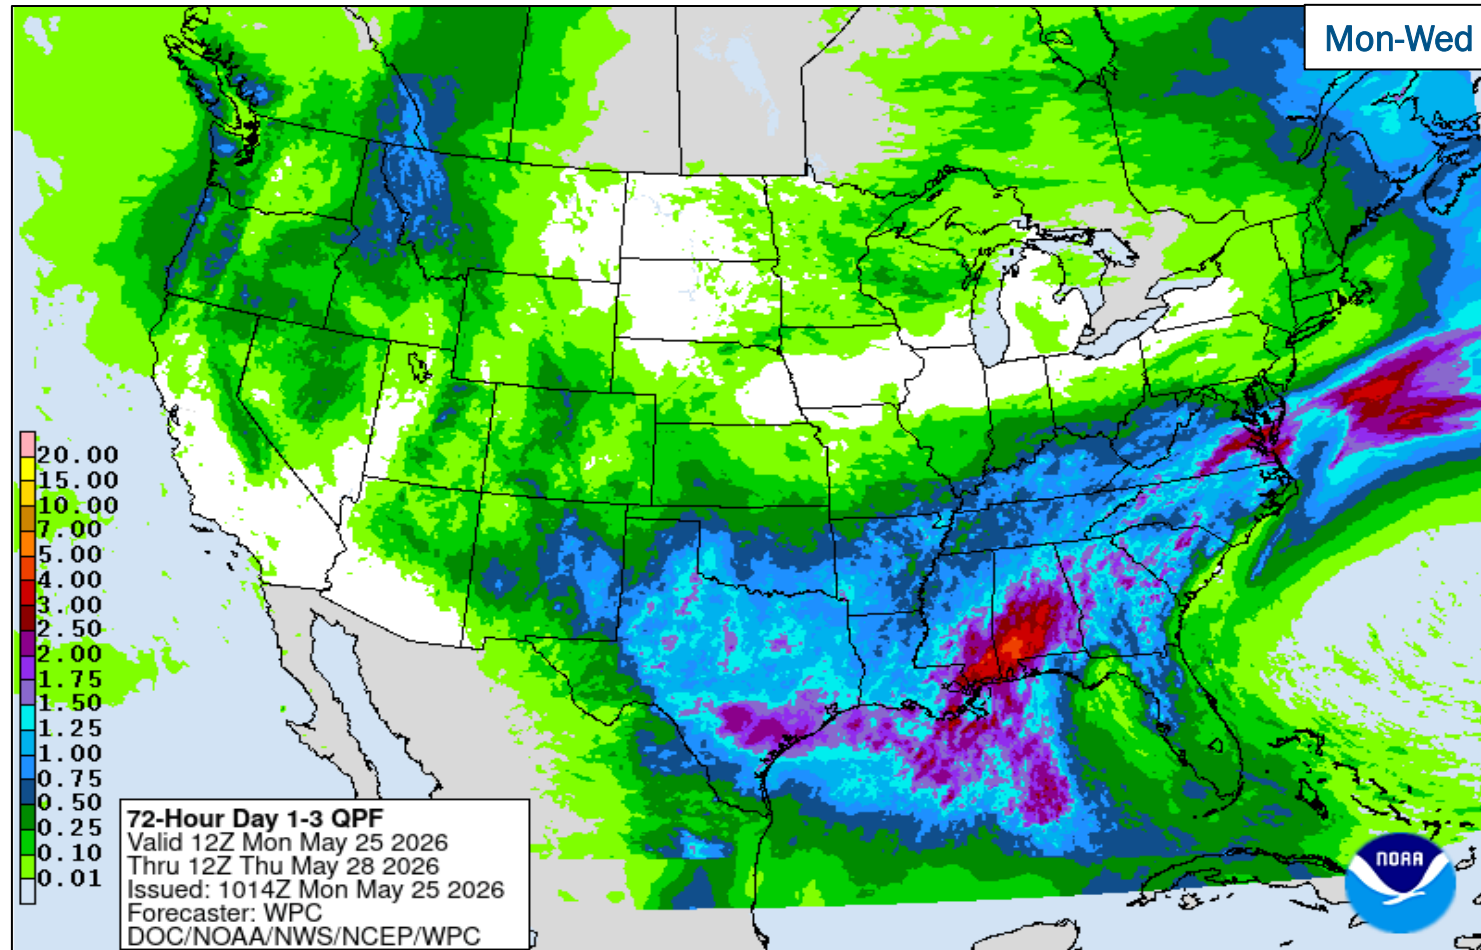 Mon-Wed
20.00
15.00
10.00
7.00
5.00
4.00
3.00
2.50
2.00
1.75
1.50
1.25
1.00
0.75
0.50
0.25
0.10
0.01
72-Hour Day 1-3 QPF
Valid 12Z Mon May 25 2026
Thru 12Z Thu May 28 2026
Issued: 1014Z Mon May 25 2026
Forecaster: WPC
DOC/NOAA/NWS/NCEP/WPC
NOAA